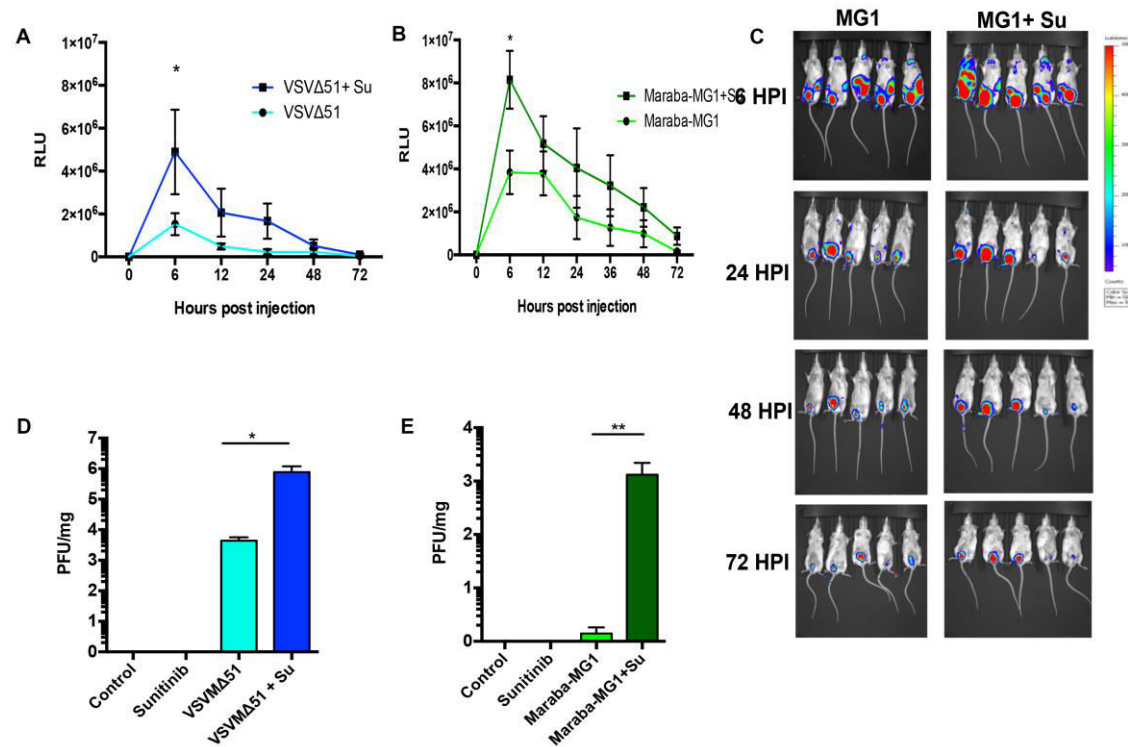 A
1×10⁷
8×10⁶
6×10⁶
4×10⁶
2×10⁶
0
RLU
*
VSVΔ51+ Su
VSVΔ51
0 6 12 24 48 72
Hours post injection
B
1×10⁷
8×10⁶
6×10⁶
4×10⁶
2×10⁶
0
RLU
*
Maraba-MG1+S
Maraba-MG1
0 6 12 24 36 48 72
Hours post injection
C
MG1 MG1+ Su
6 HPI
24 HPI
48 HPI
72 HPI
Counts
D
7
6
5
4
3
2
1
0
PFU/mg
*
Control
Sunitinib
VSVMΔ51
VSVMΔ51 + Su
E
4
3
2
1
0
PFU/mg
**
Control
Sunitinib
Maraba-MG1
Maraba-MG1+Su